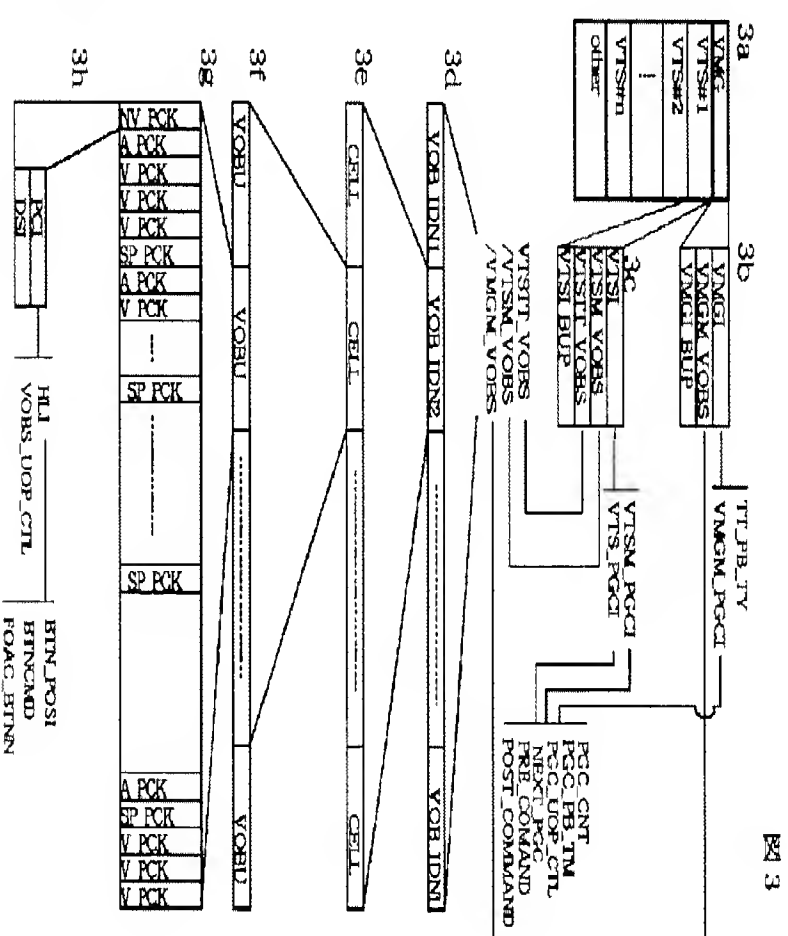 図 3
3a
VMG
VTS#1
VTS#2
VTS#n
other
3b
VMGI
VMGM_VOBS
VMGI_BUP
TT_PB_TY
VMGM_PGCI
3c
VTSI
VTSM_VOBS
VTSTT_VOBS
VTSI_BUP
VTSM_PGCI
VTS_PGCI
PGC_CNT
PGC_PB_TM
PGC_UOP_CTL
NEXT_PGC
PRE_COMAND
POST_COMMAND
VTSTT_VOBS
/VTSM_VOBS
/VMGM_VOBS
3d
VOB IDN1
VOB IDN2
VOB IDN1
3e
CELL
CELL
CELL
3f
VOBU
VOBU
VOBU
3g
NV PCK
A PCK
V PCK
V PCK
V PCK
SP PCK
A PCK
V PCK
SP PCK
SP PCK
A PCK
SP PCK
V PCK
V PCK
V PCK
3h
PCI
DSI
HLI
VOBS_UOP_CTL
BTN_POSI
BTNCMD
FOAC_BTNN